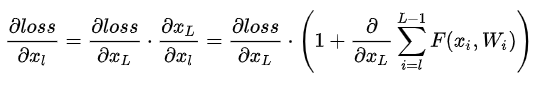 $$\frac{\partial loss}{\partial x_l} = \frac{\partial loss}{\partial x_L} \cdot \frac{\partial x_L}{\partial x_l} = \frac{\partial loss}{\partial x_L} \cdot \left( 1 + \frac{\partial}{\partial x_L} \sum_{i=l}^{L-1} F(x_i, W_i) \right)$$